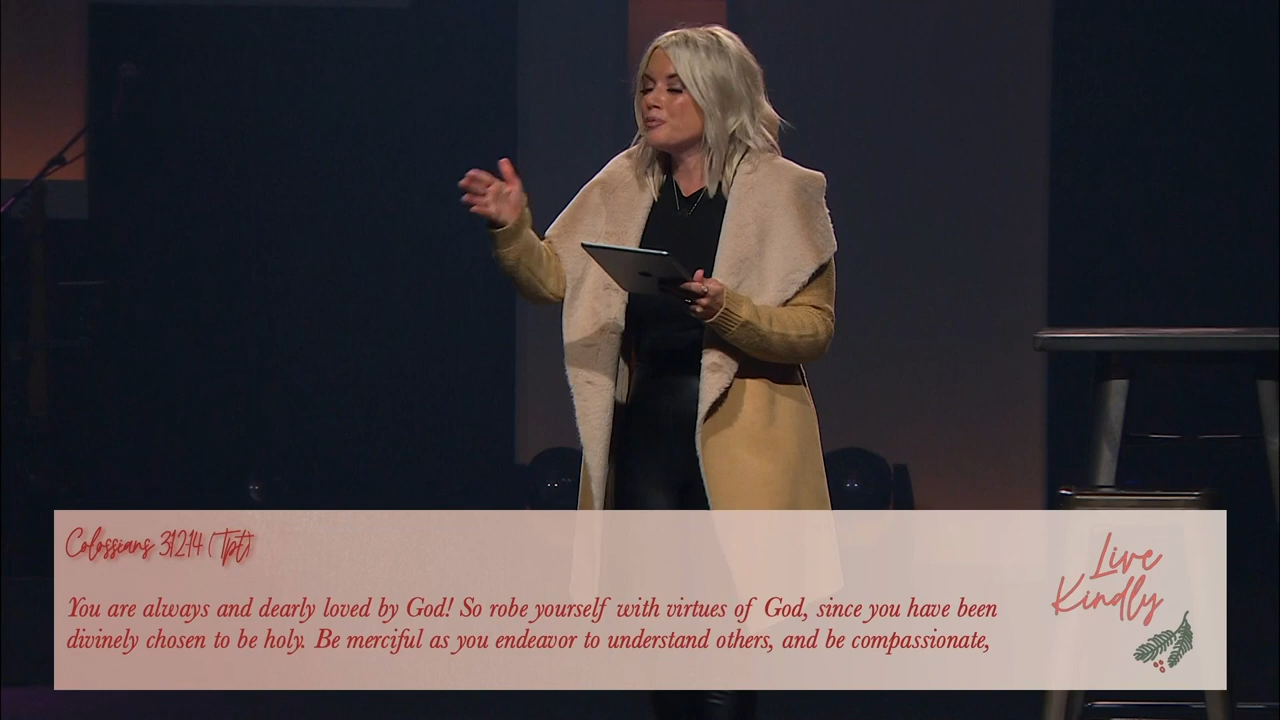 Colossians 3:12-14 (Tpt)
You are always and dearly loved by God! So robe yourself with virtues of God, since you have been
divinely chosen to be holy. Be merciful as you endeavor to understand others, and be compassionate,
Live
Kindly